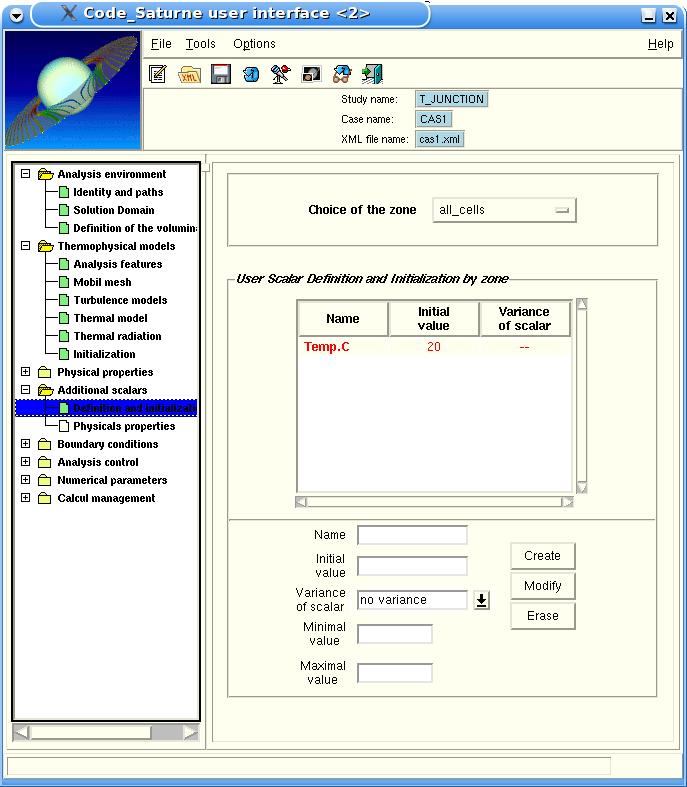 Code_Saturne user interface <2>
File Tools Options Help
XML
Study name: T_JUNCTION
Case name: CAS1
XML file name: cas1.xml
Analysis environment
Identity and paths
Solution Domain
Definition of the volumin
Thermophysical models
Analysis features
Mobil mesh
Turbulence models
Thermal model
Thermal radiation
Initialization
Physical properties
Additional scalars
Definition and initializati
Physicals properties
Boundary conditions
Analysis control
Numerical parameters
Calcul management
Choice of the zone all_cells
User Scalar Definition and Initialization by zone
Name Initial value Variance of scalar
Temp.C 20 --
Name
Initial
value
Variance
of scalar no variance
Minimal
value
Maximal
value
Create
Modify
Erase